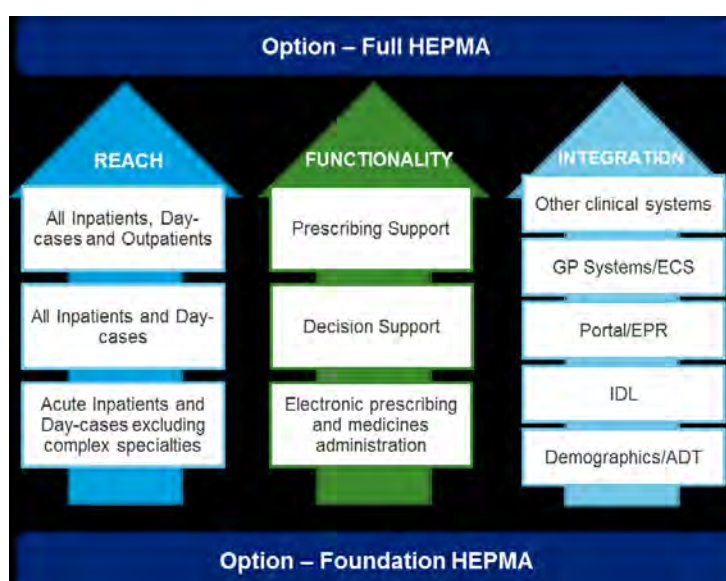 Option – Full HEPMA
REACH
All Inpatients, Day-
cases and Outpatients
All Inpatients and Day-
cases
Acute Inpatients and
Day-cases excluding
complex specialties
FUNCTIONALITY
Prescribing Support
Decision Support
Electronic prescribing
and medicines
administration
INTEGRATION
Other clinical systems
GP Systems/ECS
Portal/EPR
IDL
Demographics/ADT
Option – Foundation HEPMA